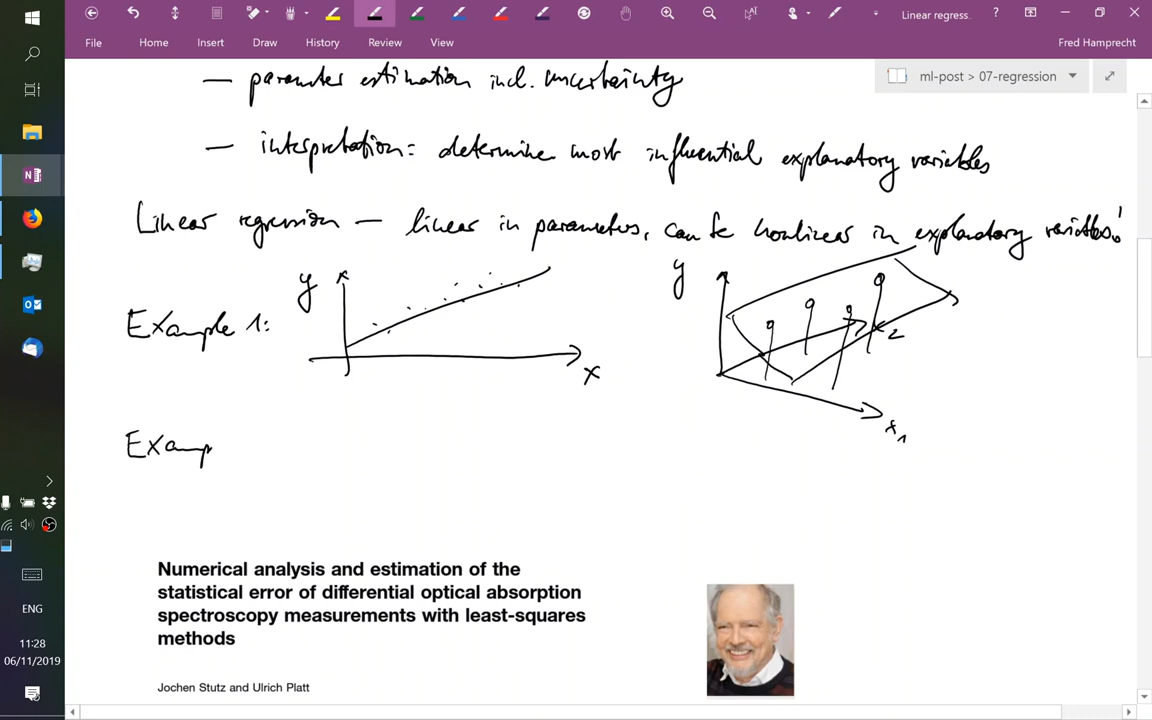 Linear regress.
Fred Hamprecht
File Home Insert Draw History Review View
ml-post > 07-regression
— parameter estimation incl. uncertainty
— interpretation: determine most influential explanatory variables
Linear regression — linear in parameters, can be nonlinear in explanatory variables!
Example 1:
y
x
y
x2
x1
Examp
Numerical analysis and estimation of the
statistical error of differential optical absorption
spectroscopy measurements with least-squares
methods
Jochen Stutz and Ulrich Platt
ENG
11:28
06/11/2019